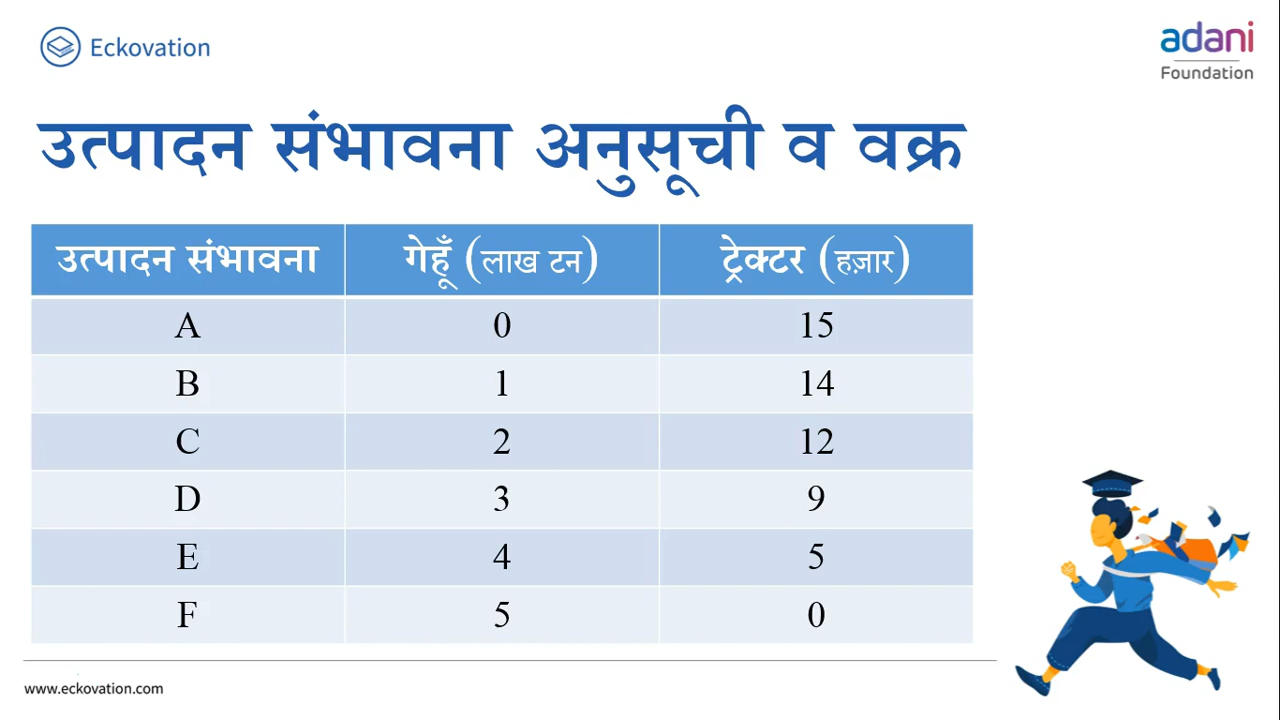 Eckovation
adani
Foundation
उत्पादन संभावना अनुसूची व वक्र
उत्पादन संभावना गेहूँ (लाख टन) ट्रेक्टर (हज़ार)
A 0 15
B 1 14
C 2 12
D 3 9
E 4 5
F 5 0
www.eckovation.com